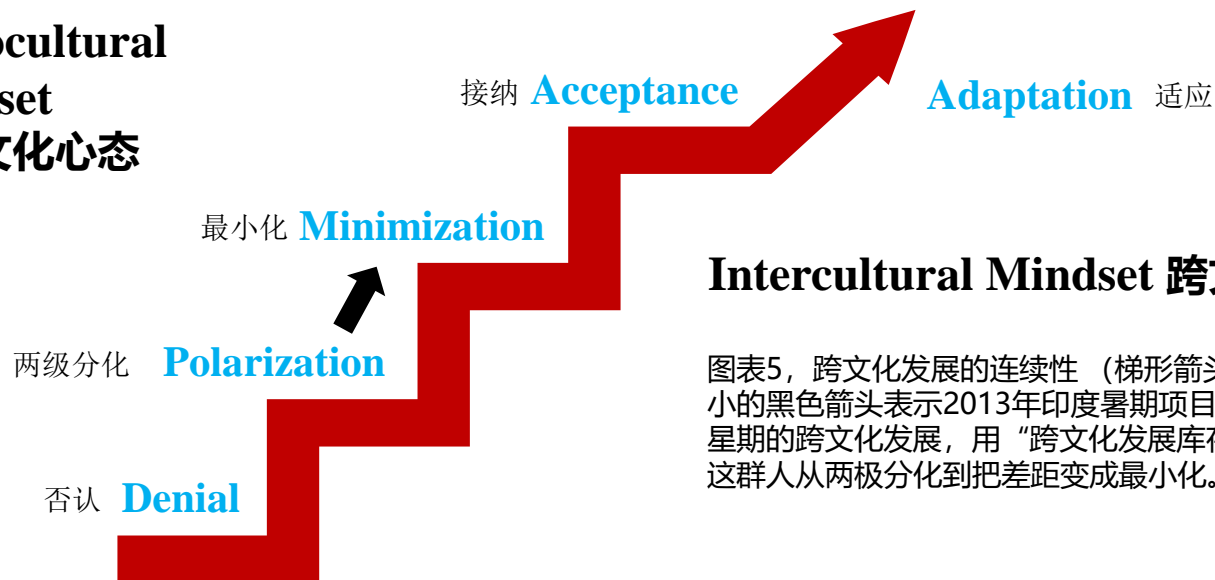 ocultural
set
文化心态
接纳 Acceptance
Adaptation 适应
最小化 Minimization
Intercultural Mindset 跨
两级分化 Polarization
图表5，跨文化发展的连续性 （梯形箭
小的黑色箭头表示2013年印度暑期项目
星期的跨文化发展，用“跨文化发展库
这群人从两极分化到把差距变成最小化。
否认 Denial